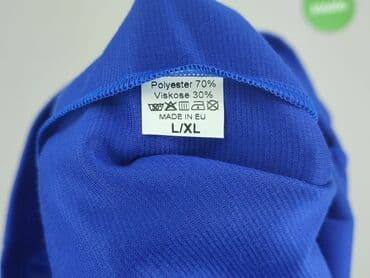 Polyester 70%
Viskose 30%
MADE IN EU
L/XL